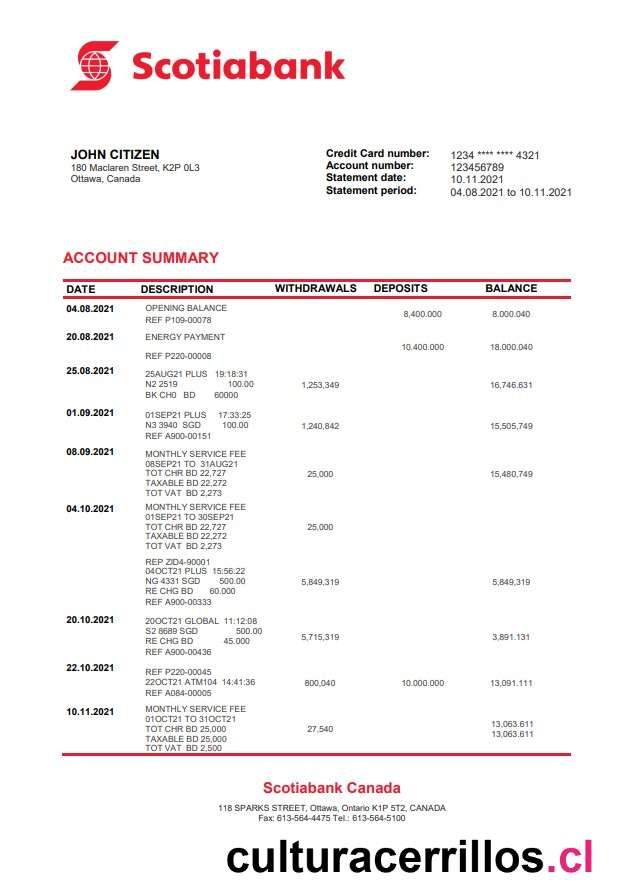 Scotiabank
JOHN CITIZEN
180 Maclaren Street, K2P 0L3
Ottawa, Canada
Credit Card number: 1234 **** **** 4321
Account number: 123456789
Statement date: 10.11.2021
Statement period: 04.08.2021 to 10.11.2021
ACCOUNT SUMMARY
DATE DESCRIPTION WITHDRAWALS DEPOSITS BALANCE
04.08.2021 OPENING BALANCE
8,400.000 8.000.040
REF P109-00078
20.08.2021 ENERGY PAYMENT
10.400.000 18.000.040
REF P220-00008
25.08.2021 25AUG21 PLUS 19:18:31
N2 2519 100.00 1,253,349 16,746.631
BK CH0 BD 60000
01.09.2021 01SEP21 PLUS 17:33:25
N3 3940 SGD 100.00 1,240,842 15,505,749
REF A900-00151
08.09.2021 MONTHLY SERVICE FEE
08SEP21 TO 31AUG21
TOT CHR BD 22,727 25,000 15,480,749
TAXABLE BD 22,272
TOT VAT BD 2,273
04.10.2021 MONTHLY SERVICE FEE
01SEP21 TO 30SEP21
TOT CHR BD 22,727 25,000
TAXABLE BD 22,272
TOT VAT BD 2,273
REP ZID4-90001
04OCT21 PLUS 15:56:22
NG 4331 SGD 500.00 5,849,319 5,849,319
RE CHG BD 60.000
REF A900-00333
20.10.2021 20OCT21 GLOBAL 11:12:08
S2 8689 SGD 500.00
5,715,319 3,891.131
RE CHG BD 45.000
REF A900-00436
22.10.2021 REF P220-00045
22OCT21 ATM104 14:41:36 800,040 10.000.000 13,091.111
REF A084-00005
10.11.2021 MONTHLY SERVICE FEE
01OCT21 TO 31OCT21
13,063.611
TOT CHR BD 25,000 27,540
13,063.611
TAXABLE BD 25,000
TOT VAT BD 2,500
Scotiabank Canada
118 SPARKS STREET, Ottawa, Ontario K1P 5T2, CANADA
Fax: 613-564-4475 Tel.: 613-564-5100
culturacerrillos.cl